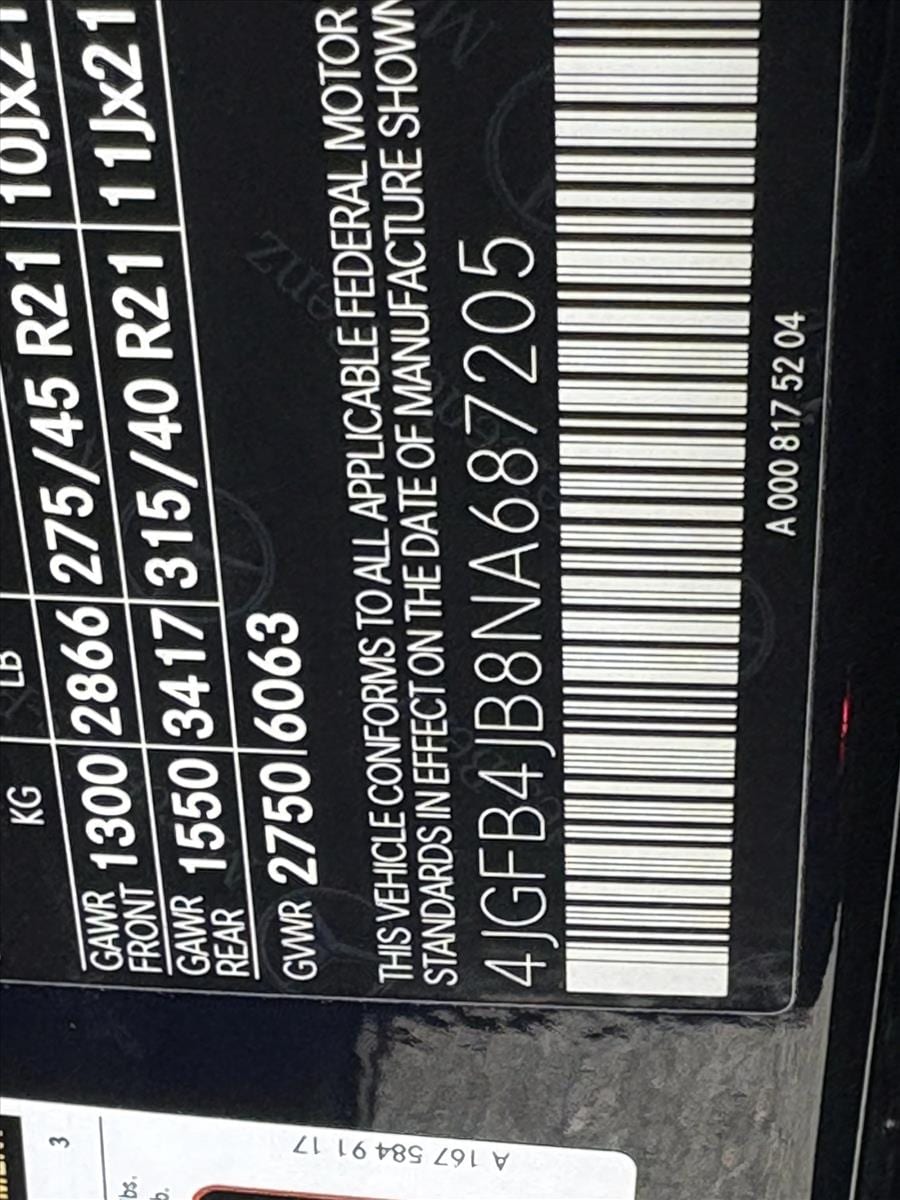 KG LB
GAWR FRONT 1300 2866 275/45 R21 10Jx21
GAWR REAR 1550 3417 315/40 R21 11Jx21
GVWR 2750 6063
THIS VEHICLE CONFORMS TO ALL APPLICABLE FEDERAL MOTOR
STANDARDS IN EFFECT ON THE DATE OF MANUFACTURE SHOWN
4JGFB4JB8NA687205
A 000 817 52 04
3
A 167 584 91 17